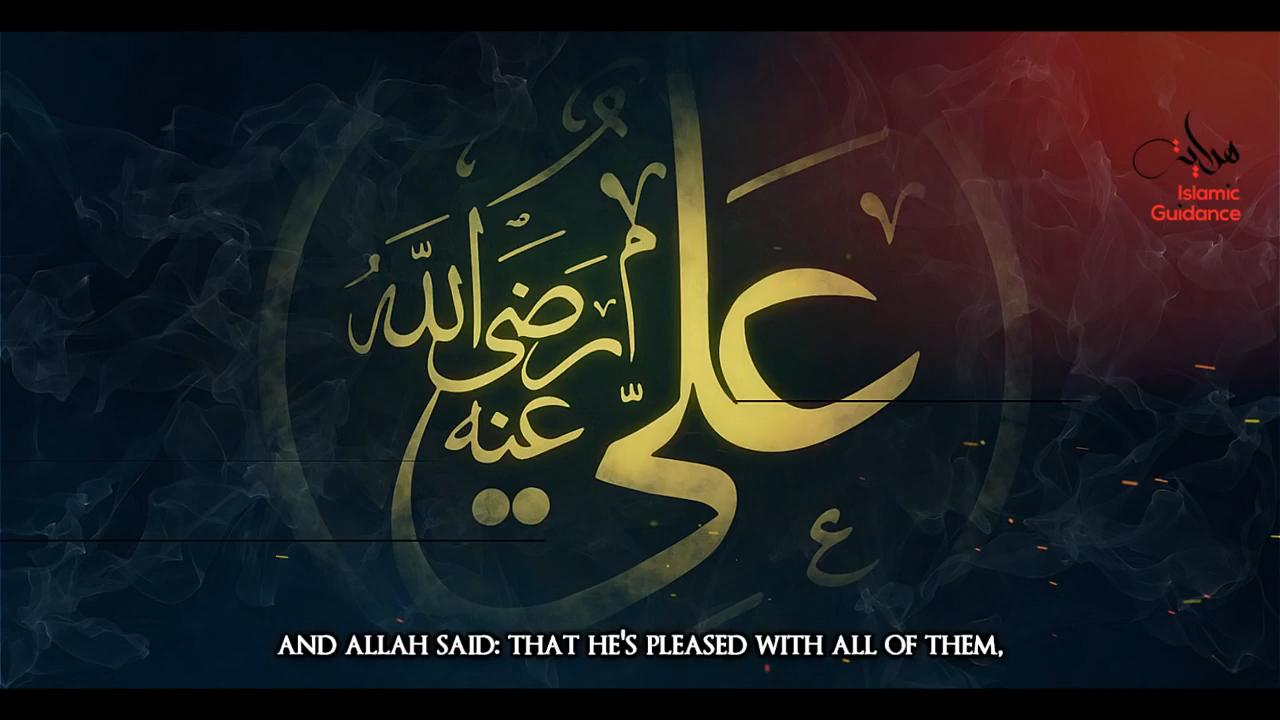 عليّ
رضي الله
عنه
هداية
Islamic
Guidance
AND ALLAH SAID: THAT HE'S PLEASED WITH ALL OF THEM,